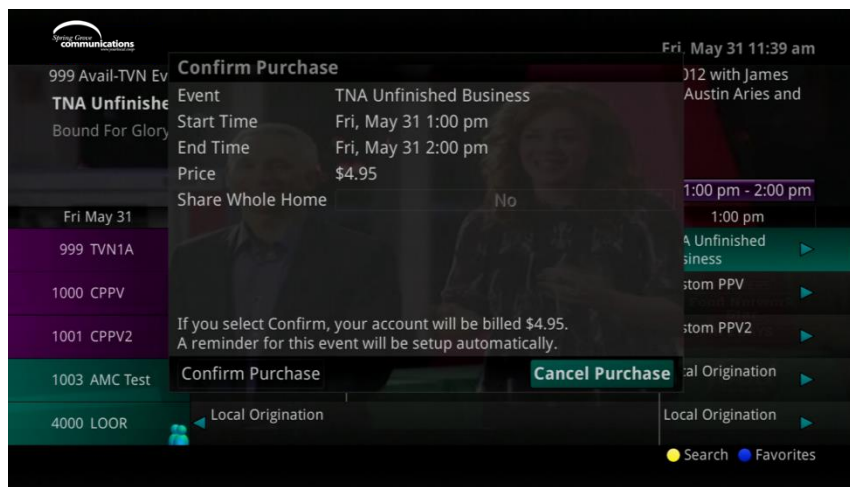 Spring Grove
communications
Fri, May 31 11:39 am
999 Avail-TVN Ev
012 with James
TNA Unfinishe
Austin Aries and
Bound For Glory
Confirm Purchase
Event TNA Unfinished Business
Start Time Fri, May 31 1:00 pm
End Time Fri, May 31 2:00 pm
Price $4.95
Share Whole Home No
1:00 pm - 2:00 pm
Fri May 31
1:00 pm
999 TVN1A
A Unfinished
siness
1000 CPPV
stom PPV
1001 CPPV2
stom PPV2
If you select Confirm, your account will be billed $4.95.
A reminder for this event will be setup automatically.
Confirm Purchase Cancel Purchase
1003 AMC Test
cal Origination
4000 LOOR
Local Origination
Local Origination
Search Favorites